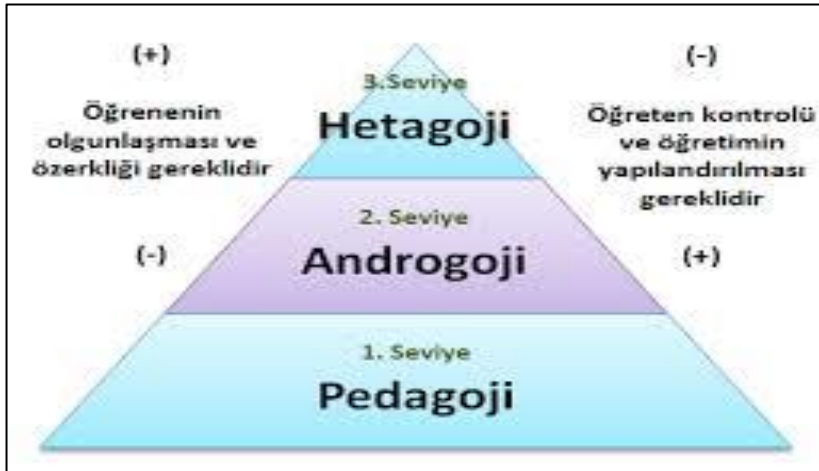 (+)
Öğrenenin
olgunlaşması ve
özerkliği gereklidir
(-)
3.Seviye
Hetagoji
2. Seviye
Androgoji
1. Seviye
Pedagoji
(-)
Öğreten kontrolü
ve öğretimin
yapılandırılması
gereklidir
(+)